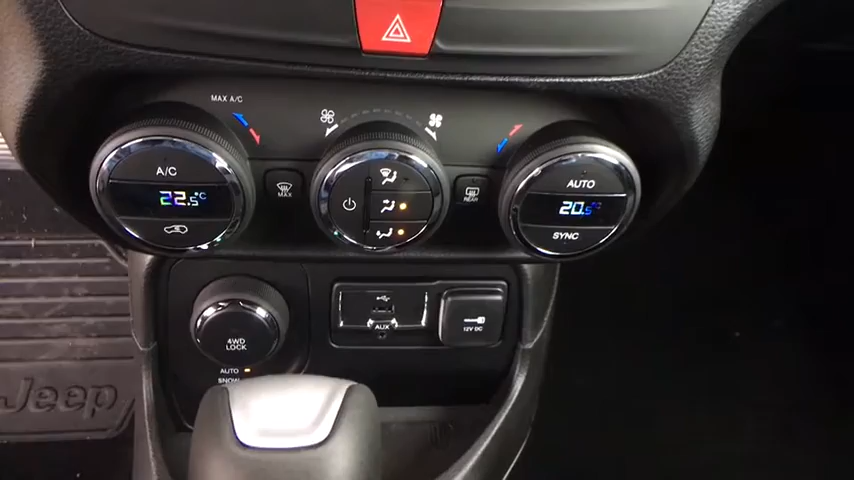 MAX A/C
A/C
22.5°C
MAX
REAR
AUTO
20.5°C
SYNC
4WD
LOCK
AUTO
SNOW
AUX
12V DC
Jeep